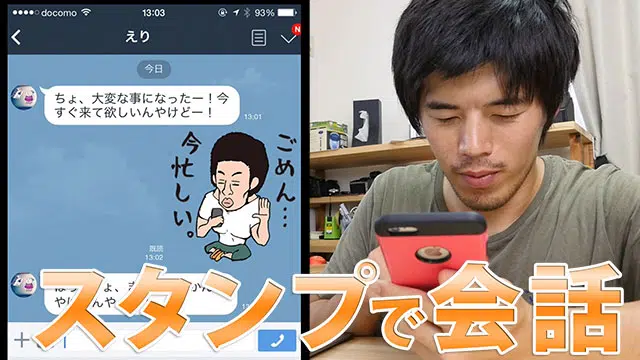 docomo
13:03
93%
えり
N
今日
ちょ、大変な事になったー！今
すぐ来て欲しいんやけどー！
13:01
ごめん…
今忙しい。
既読
13:02
スタンプで会話